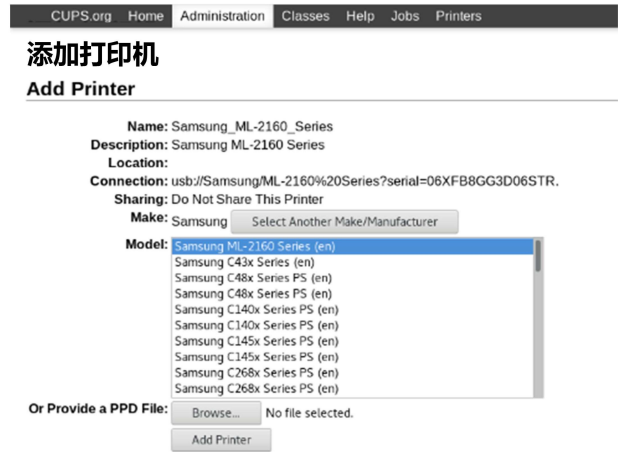 CUPS.org Home Administration Classes Help Jobs Printers
添加打印机
Add Printer
Name: Samsung_ML-2160_Series
Description: Samsung ML-2160 Series
Location:
Connection: usb://Samsung/ML-2160%20Series?serial=06XFB8GG3D06STR.
Sharing: Do Not Share This Printer
Make: Samsung Select Another Make/Manufacturer
Model: Samsung ML-2160 Series (en)
Samsung C43x Series (en)
Samsung C48x Series PS (en)
Samsung C48x Series PS (en)
Samsung C140x Series PS (en)
Samsung C140x Series PS (en)
Samsung C145x Series PS (en)
Samsung C145x Series PS (en)
Samsung C268x Series PS (en)
Samsung C268x Series PS (en)
Or Provide a PPD File: Browse... No file selected.
Add Printer